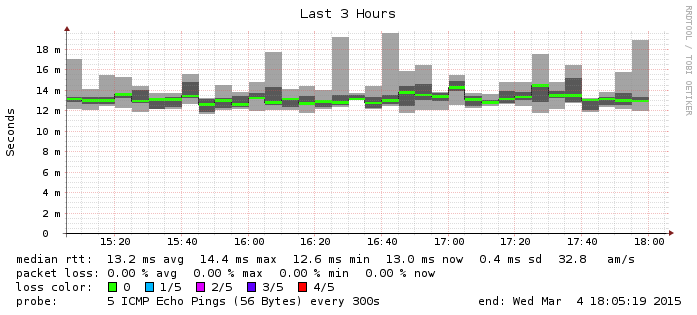 Last 3 Hours
RRDTOOL / TOBI OETIKER
Seconds
18 m
16 m
14 m
12 m
10 m
8 m
6 m
4 m
2 m
0
15:20 15:40 16:00 16:20 16:40 17:00 17:20 17:40 18:00
median rtt: 13.2 ms avg 14.4 ms max 12.6 ms min 13.0 ms now 0.4 ms sd 32.8 am/s
packet loss: 0.00 % avg 0.00 % max 0.00 % min 0.00 % now
loss color: 0 1/5 2/5 3/5 4/5
probe: 5 ICMP Echo Pings (56 Bytes) every 300s end: Wed Mar 4 18:05:19 2015